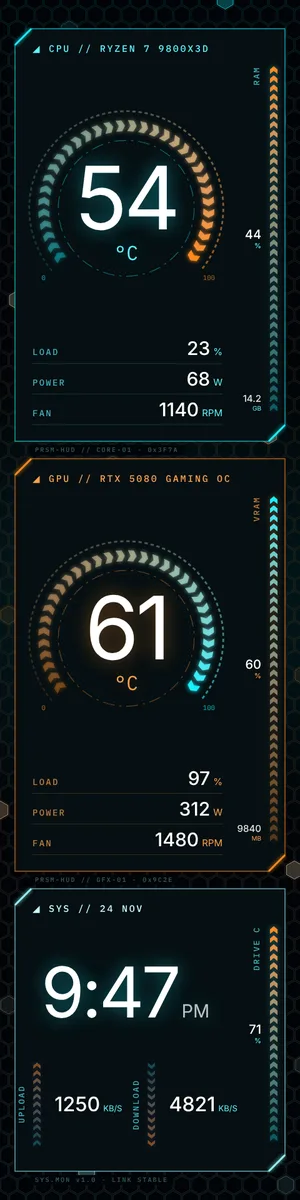 CPU // RYZEN 7 9800X3D
RAM
54
°C
0
100
44
%
LOAD 23 %
POWER 68 W
14.2
GB
FAN 1140 RPM
PRSM-HUD // CORE-01 · 0x3F7A
GPU // RTX 5080 GAMING OC
VRAM
61
°C
0
100
60
%
LOAD 97 %
POWER 312 W
9840
MB
FAN 1480 RPM
PRSM-HUD // GFX-01 · 0x9C2E
SYS // 24 NOV
DRIVE C
9:47 PM
71
%
UPLOAD
1250 KB/S
DOWNLOAD
4821 KB/S
SYS.MON v1.0 · LINK STABLE